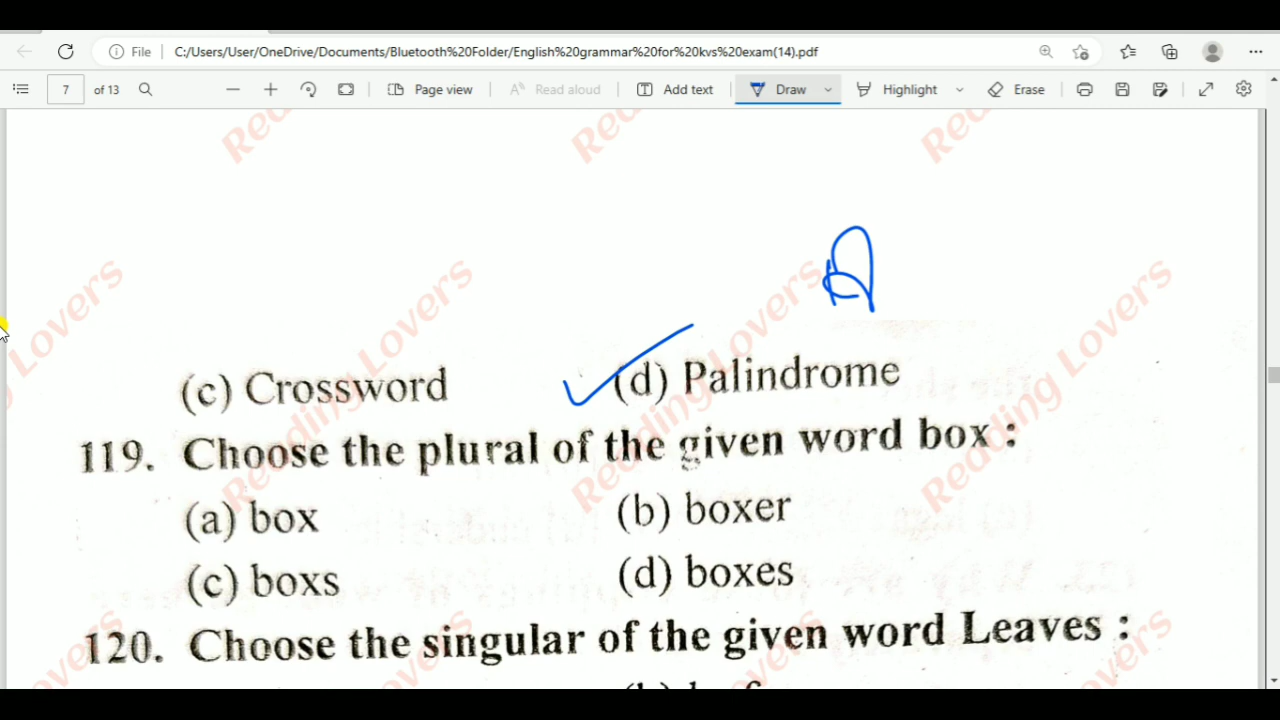 File
C:/Users/User/OneDrive/Documents/Bluetooth%20Folder/English%20grammar%20for%20kvs%20exam(14).pdf
7 of 13
Page view
Read aloud
Add text
Draw
Highlight
Erase
Reading Lovers
(c) Crossword (d) Palindrome
119. Choose the plural of the given word box :
(a) box (b) boxer
(c) boxs (d) boxes
120. Choose the singular of the given word Leaves :